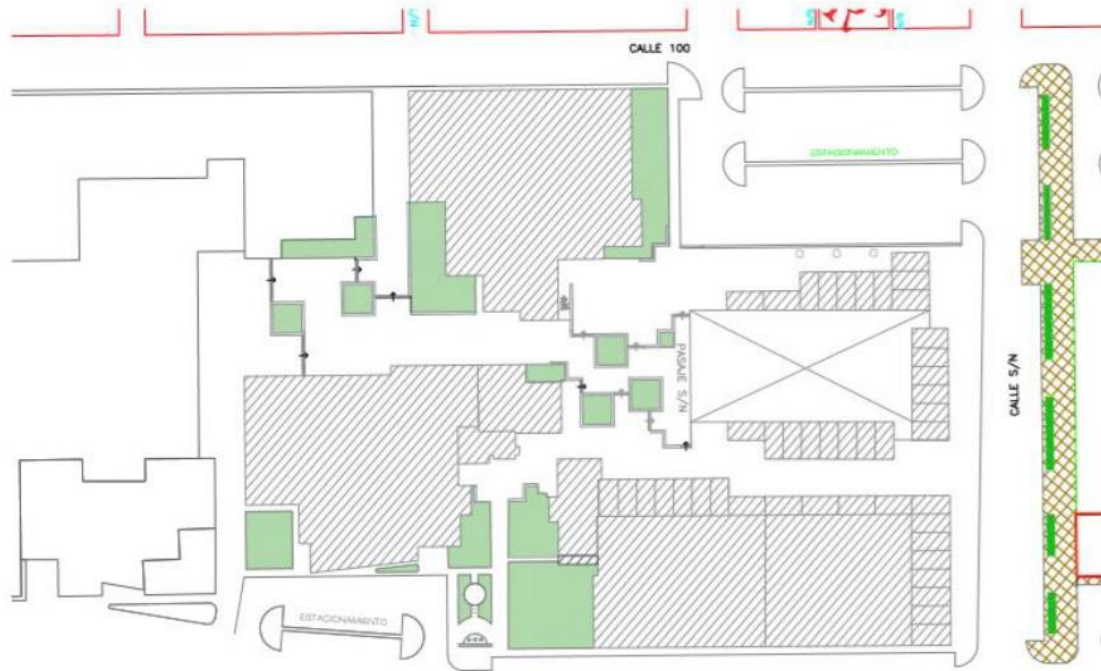 S/N
S/N
S/N
CALLE 100
ESTACIONAMIENTO
PASAJE S/N
CALLE S/N
ESTACIONAMIENTO